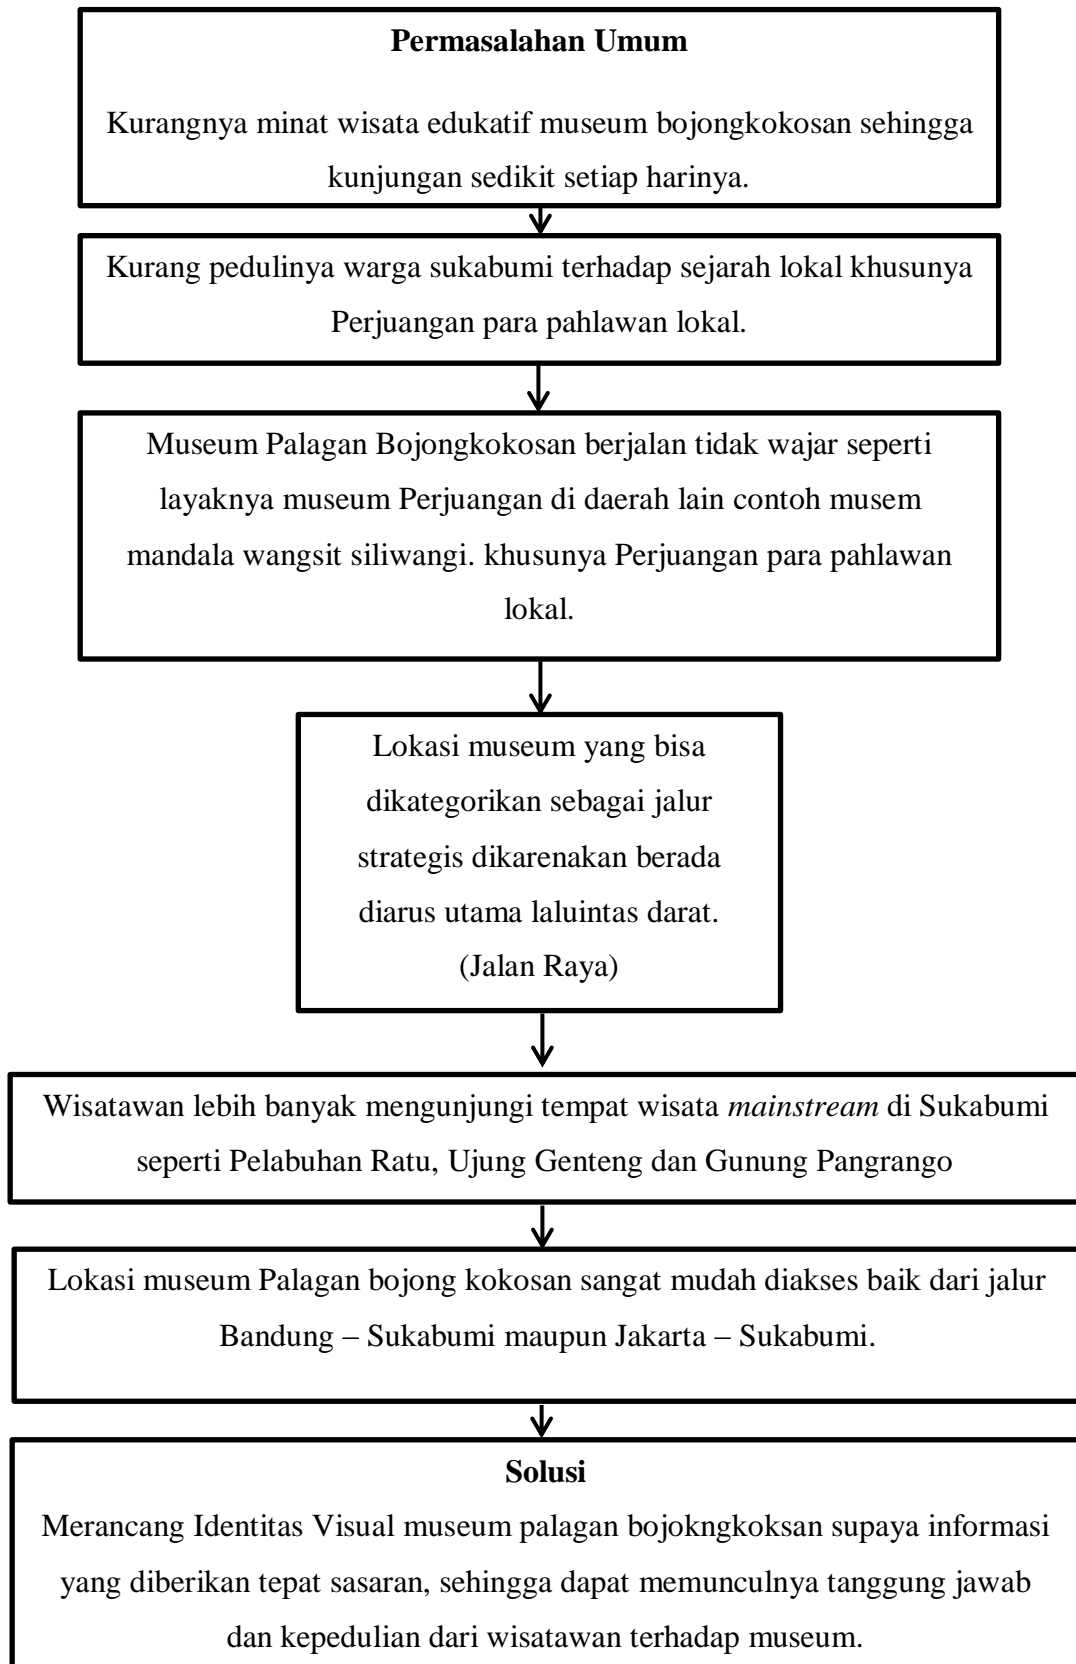 Permasalahan Umum
Kurangnya minat wisata edukatif museum bojongkokosan sehingga
kunjungan sedikit setiap harinya.
Kurang pedulinya warga sukabumi terhadap sejarah lokal khusunya
Perjuangan para pahlawan lokal.
Museum Palagan Bojongkokosan berjalan tidak wajar seperti
layaknya museum Perjuangan di daerah lain contoh musem
mandala wangsit siliwangi. khusunya Perjuangan para pahlawan
lokal.
Lokasi museum yang bisa
dikategorikan sebagai jalur
strategis dikarenakan berada
diarus utama laluintas darat.
(Jalan Raya)
Wisatawan lebih banyak mengunjungi tempat wisata mainstream di Sukabumi
seperti Pelabuhan Ratu, Ujung Genteng dan Gunung Pangrango
Lokasi museum Palagan bojong kokosan sangat mudah diakses baik dari jalur
Bandung – Sukabumi maupun Jakarta – Sukabumi.
Solusi
Merancang Identitas Visual museum palagan bojokngkoksan supaya informasi
yang diberikan tepat sasaran, sehingga dapat memunculnya tanggung jawab
dan kepedulian dari wisatawan terhadap museum.